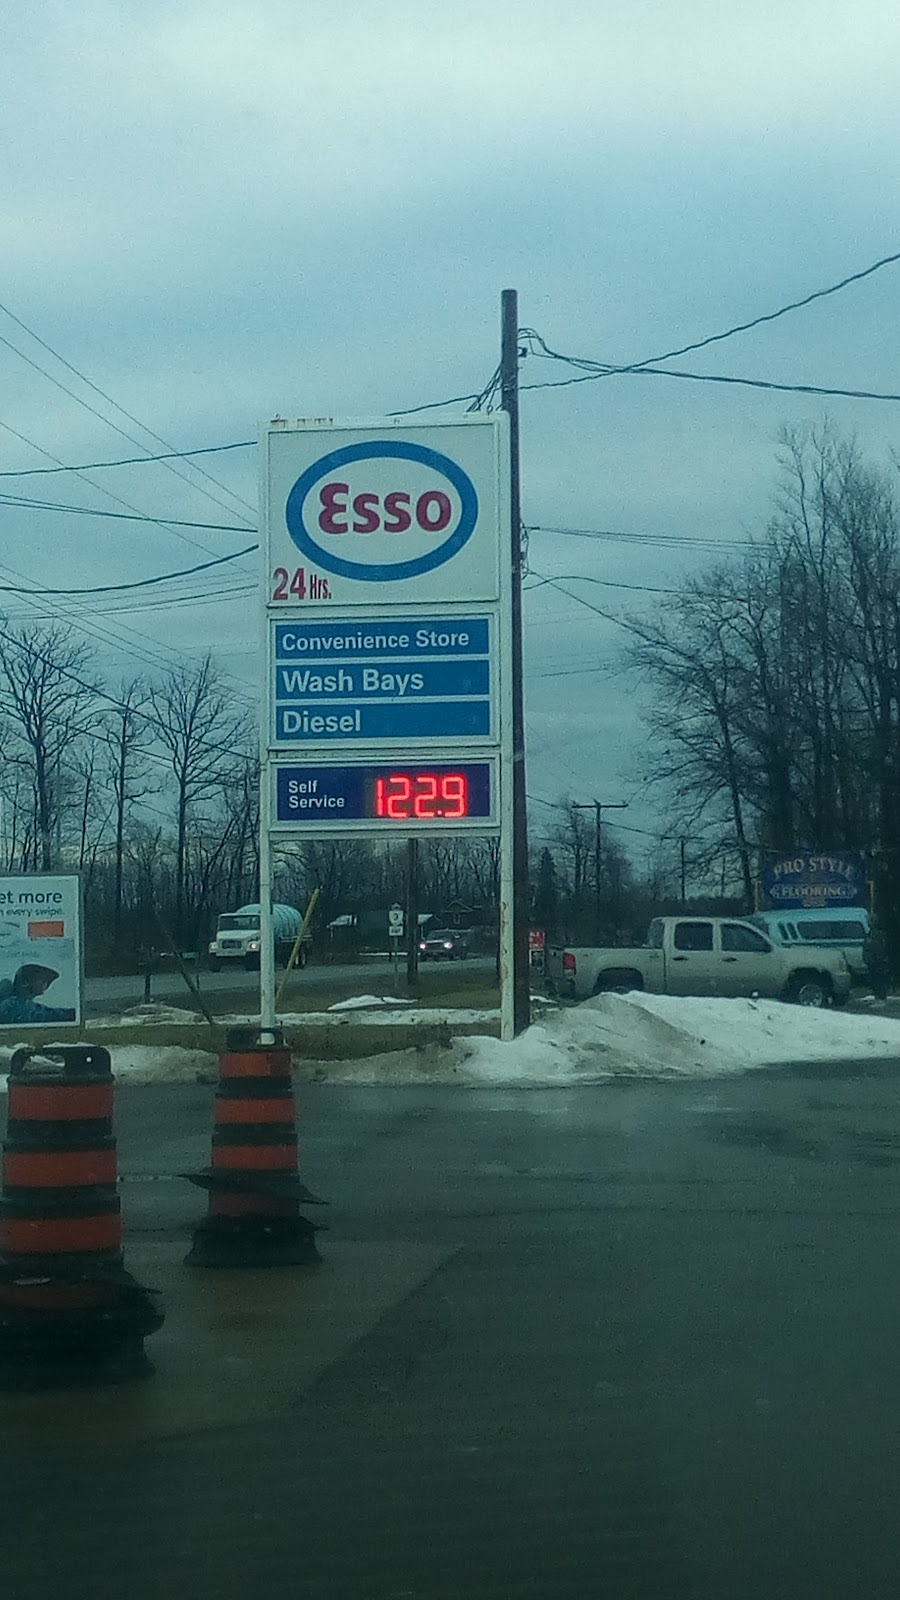 Esso
24 Hrs.
Convenience Store
Wash Bays
Diesel
Self
Service
122.9
et more
every swipe.
3
PRO STYLE
FLOORING